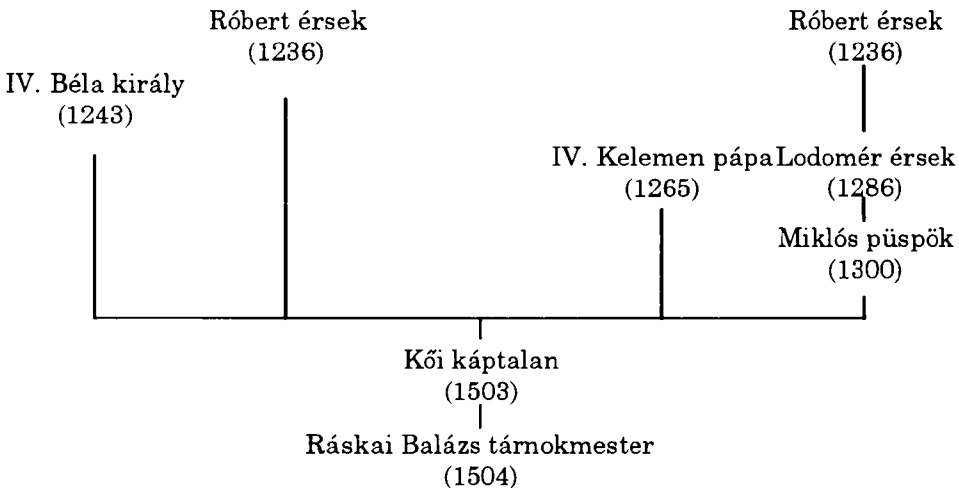 Róbert érsek
(1236)
Róbert érsek
(1236)
IV. Béla király
(1243)
IV. Kelemen pápa
(1265)
Lodomér érsek
(1286)
Miklós püspök
(1300)
Kői káptalan
(1503)
Ráskai Balázs tárnokmester
(1504)